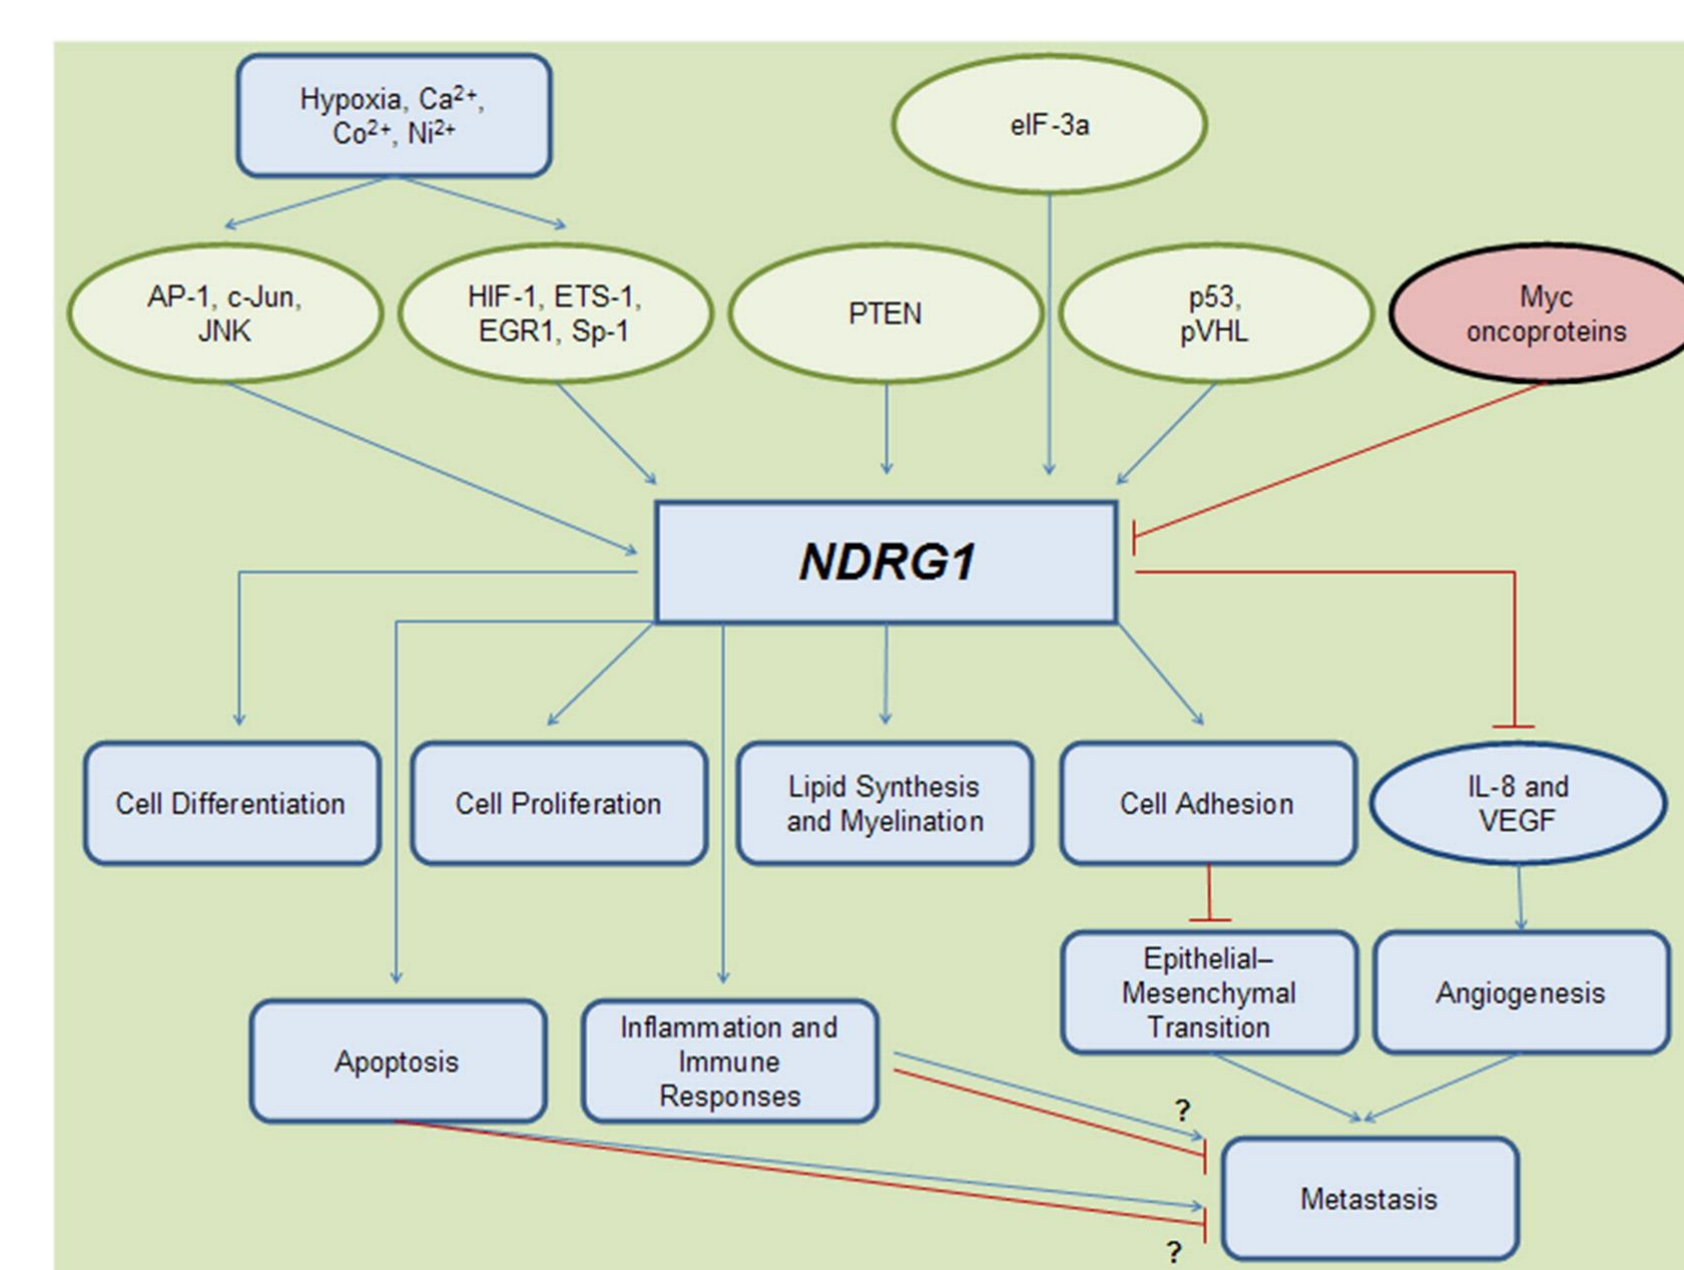 Hypoxia, Ca²⁺,
Co²⁺, Ni²⁺
eIF-3a
AP-1, c-Jun,
JNK
HIF-1, ETS-1,
EGR1, Sp-1
PTEN
p53,
pVHL
Myc
oncoproteins
NDRG1
Cell Differentiation
Cell Proliferation
Lipid Synthesis
and Myelination
Cell Adhesion
IL-8 and
VEGF
Epithelial–
Mesenchymal
Transition
Angiogenesis
Apoptosis
Inflammation and
Immune
Responses
?
Metastasis
?